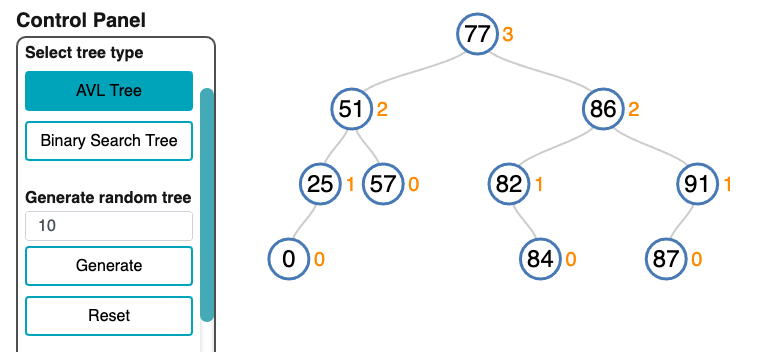 Control Panel
Select tree type
AVL Tree
Binary Search Tree
Generate random tree
10
Generate
Reset
77 3
51 2
86 2
25 1
57 0
82 1
91 1
0 0
84 0
87 0